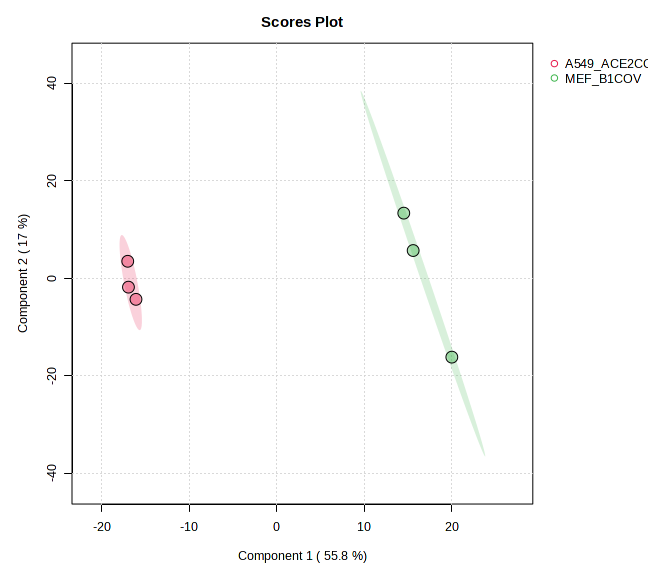 Scores Plot
A549_ACE2CO
MEF_B1COV
40
20
0
-20
-40
Component 2 ( 17 %)
-20
-10
0
10
20
Component 1 ( 55.8 %)